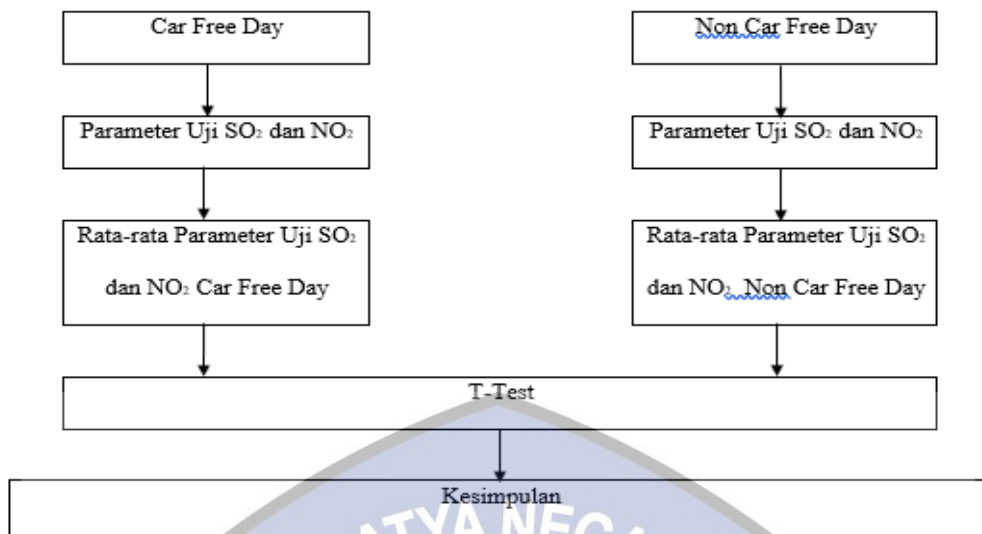 Car Free Day
Non Car Free Day
Parameter Uji SO₂ dan NO₂
Parameter Uji SO₂ dan NO₂
Rata-rata Parameter Uji SO₂
dan NO₂ Car Free Day
Rata-rata Parameter Uji SO₂
dan NO₂ Non Car Free Day
T-Test
Kesimpulan